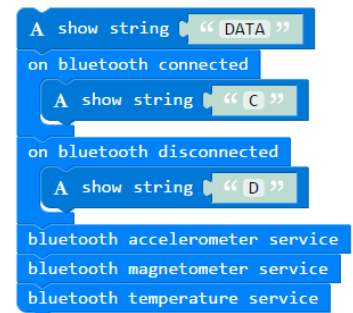 A show string “ DATA ”
on bluetooth connected
A show string “ C ”
on bluetooth disconnected
A show string “ D ”
bluetooth accelerometer service
bluetooth magnetometer service
bluetooth temperature service